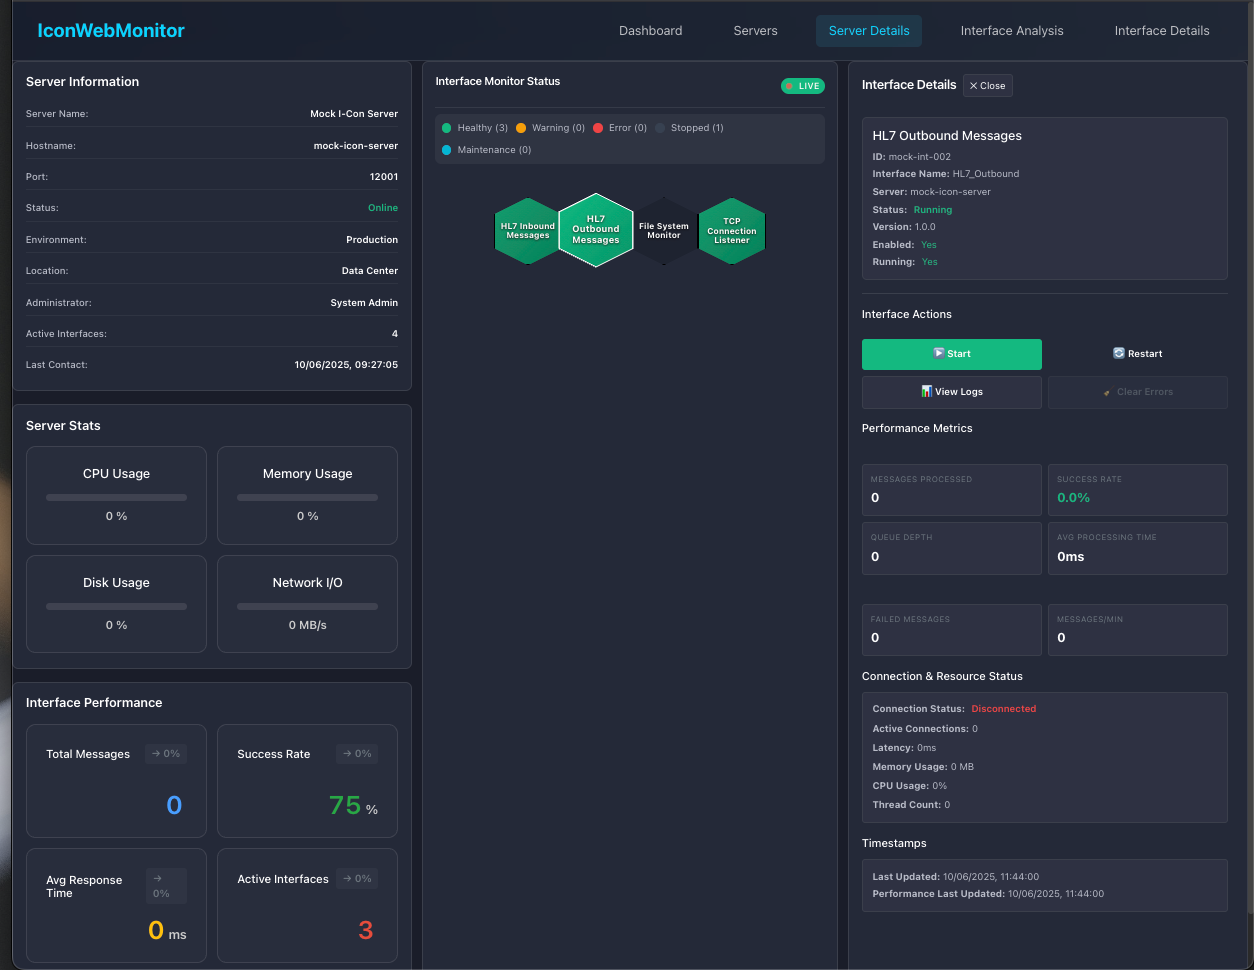 IconWebMonitor
Dashboard
Servers
Server Details
Interface Analysis
Interface Details
Server Information
Server Name: Mock I-Con Server
Hostname: mock-icon-server
Port: 12001
Status: Online
Environment: Production
Location: Data Center
Administrator: System Admin
Active Interfaces: 4
Last Contact: 10/06/2025, 09:27:05
Server Stats
CPU Usage
0 %
Memory Usage
0 %
Disk Usage
0 %
Network I/O
0 MB/s
Interface Performance
Total Messages → 0%
0
Success Rate → 0%
75 %
Avg Response
Time
→
0%
0 ms
Active Interfaces → 0%
3
Interface Monitor Status
LIVE
Healthy (3) Warning (0) Error (0) Stopped (1)
Maintenance (0)
HL7 Inbound
Messages
HL7
Outbound
Messages
File System
Monitor
TCP
Connection
Listener
Interface Details
✕ Close
HL7 Outbound Messages
ID: mock-int-002
Interface Name: HL7_Outbound
Server: mock-icon-server
Status: Running
Version: 1.0.0
Enabled: Yes
Running: Yes
Interface Actions
Start
Restart
View Logs
Clear Errors
Performance Metrics
MESSAGES PROCESSED
0
SUCCESS RATE
0.0%
QUEUE DEPTH
0
AVG PROCESSING TIME
0ms
FAILED MESSAGES
0
MESSAGES/MIN
0
Connection & Resource Status
Connection Status: Disconnected
Active Connections: 0
Latency: 0ms
Memory Usage: 0 MB
CPU Usage: 0%
Thread Count: 0
Timestamps
Last Updated: 10/06/2025, 11:44:00
Performance Last Updated: 10/06/2025, 11:44:00